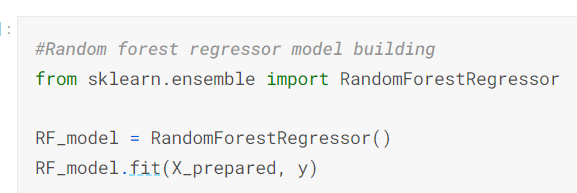 ]:
#Random forest regressor model building
from sklearn.ensemble import RandomForestRegressor
RF_model = RandomForestRegressor()
RF_model.fit(X_prepared, y)